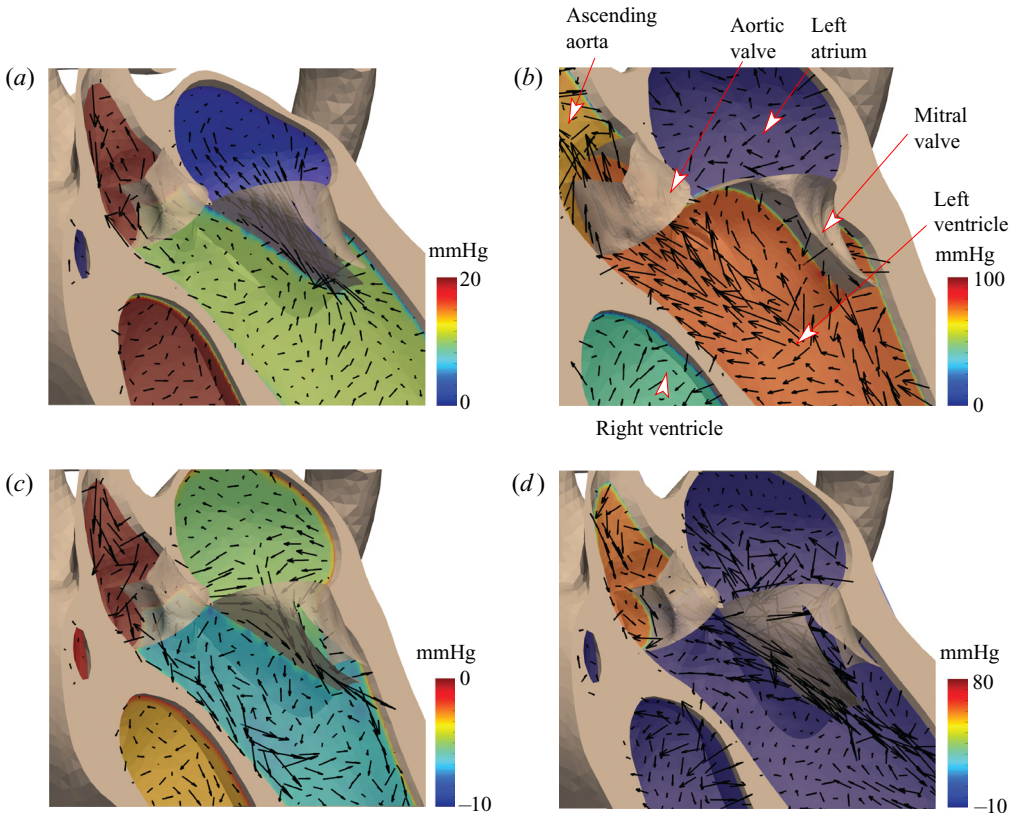 Ascending
aorta
Aortic
valve
Left
atrium
(a)
(b)
Mitral
valve
Left
ventricle
mmHg
20
0
mmHg
100
0
Right ventricle
(c)
(d)
mmHg
0
–10
mmHg
80
–10